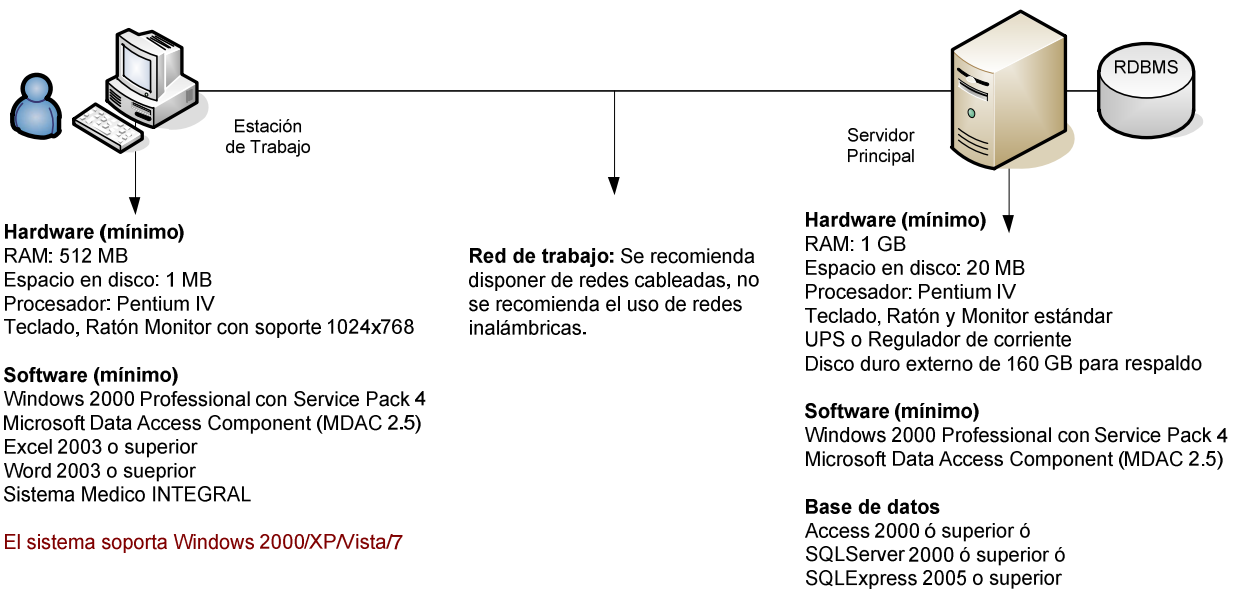 Estación
de Trabajo
Hardware (mínimo)
RAM: 512 MB
Espacio en disco: 1 MB
Procesador: Pentium IV
Teclado, Ratón Monitor con soporte 1024x768
Software (mínimo)
Windows 2000 Professional con Service Pack 4
Microsoft Data Access Component (MDAC 2.5)
Excel 2003 o superior
Word 2003 o sueprior
Sistema Medico INTEGRAL
El sistema soporta Windows 2000/XP/Vista/7
Red de trabajo: Se recomienda
disponer de redes cableadas, no
se recomienda el uso de redes
inalámbricas.
RDBMS
Servidor
Principal
Hardware (mínimo)
RAM: 1 GB
Espacio en disco: 20 MB
Procesador: Pentium IV
Teclado, Ratón y Monitor estándar
UPS o Regulador de corriente
Disco duro externo de 160 GB para respaldo
Software (mínimo)
Windows 2000 Professional con Service Pack 4
Microsoft Data Access Component (MDAC 2.5)
Base de datos
Access 2000 ó superior ó
SQLServer 2000 ó superior ó
SQLExpress 2005 o superior